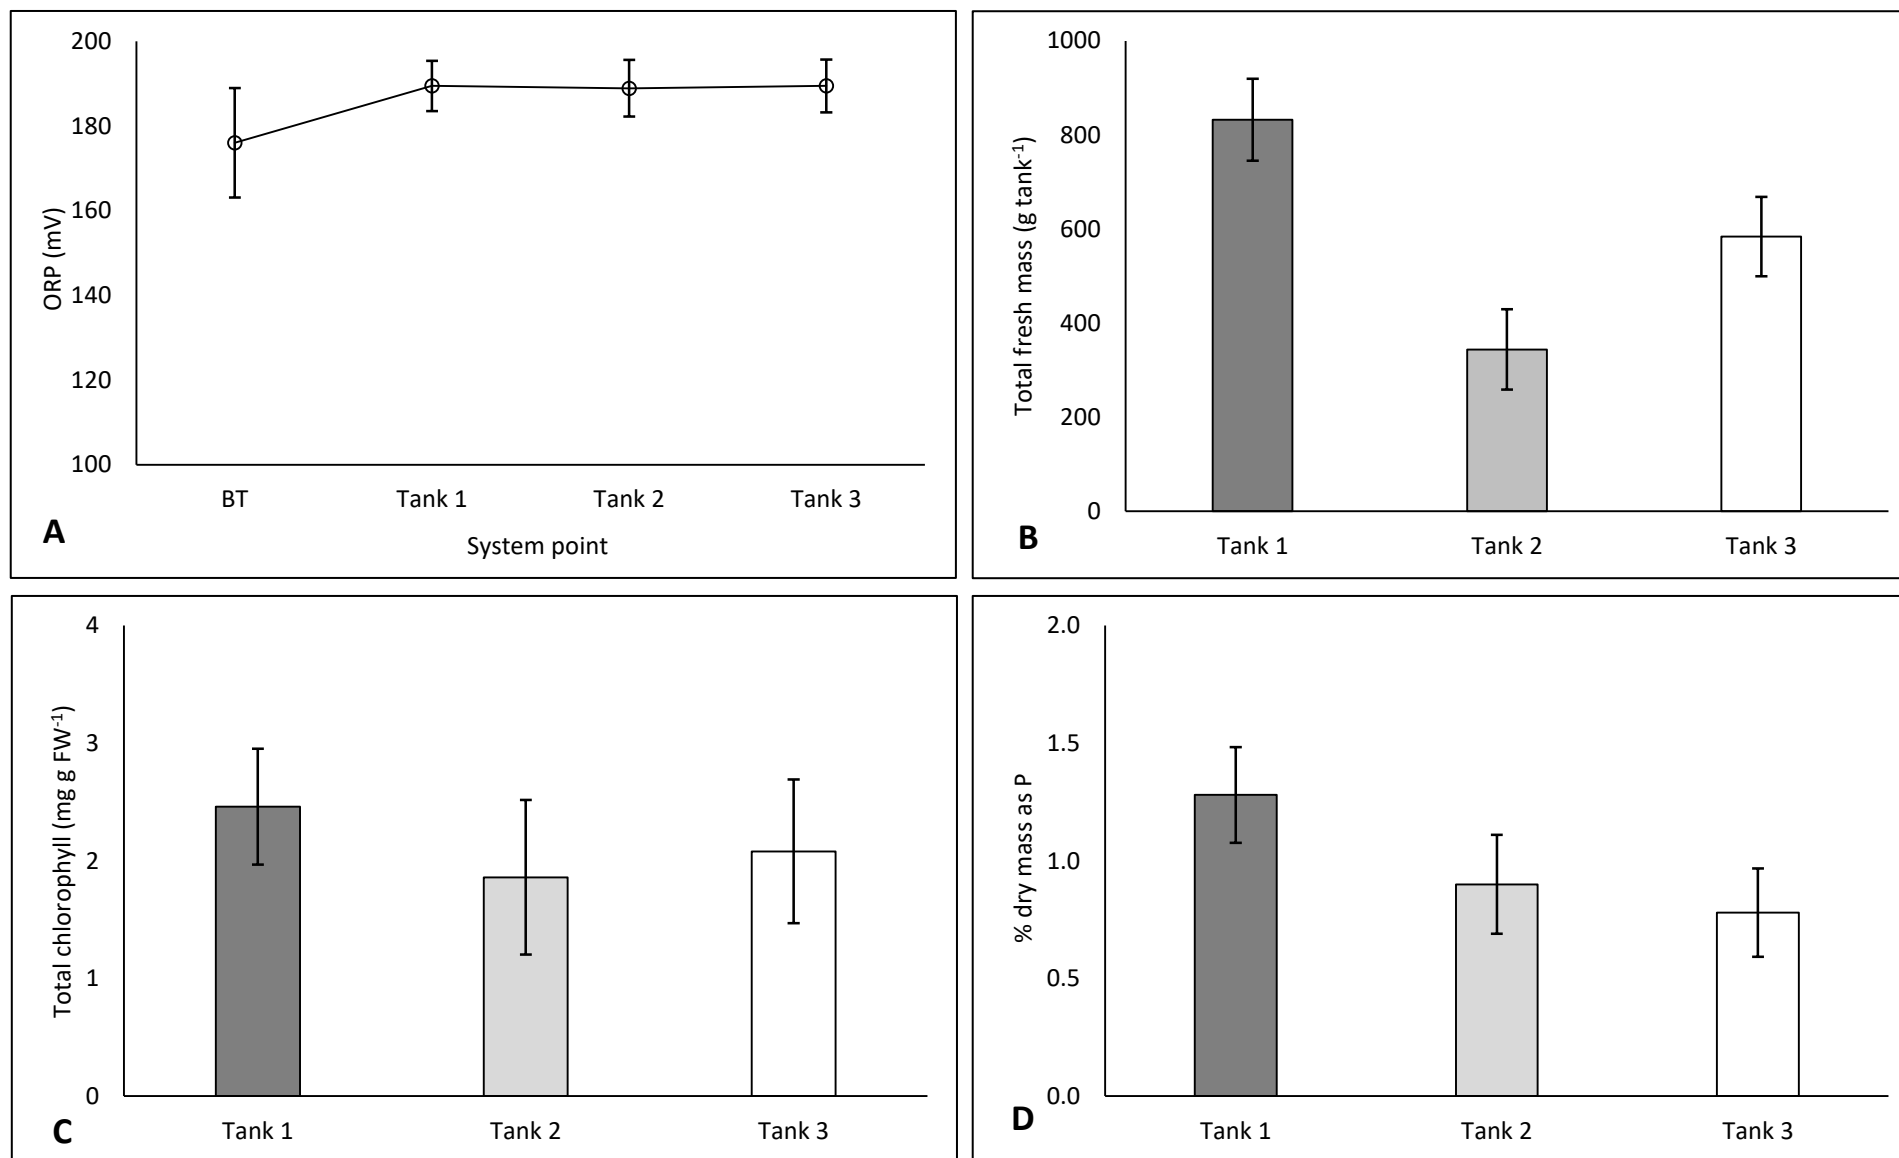 200
180
160
140
120
100
ORP (mV)
BT Tank 1 Tank 2 Tank 3
System point
A
1000
800
600
400
200
0
Total fresh mass (g tank⁻¹)
Tank 1 Tank 2 Tank 3
B
4
3
2
1
0
Total chlorophyll (mg g FW⁻¹)
Tank 1 Tank 2 Tank 3
C
2.0
1.5
1.0
0.5
0.0
% dry mass as P
Tank 1 Tank 2 Tank 3
D